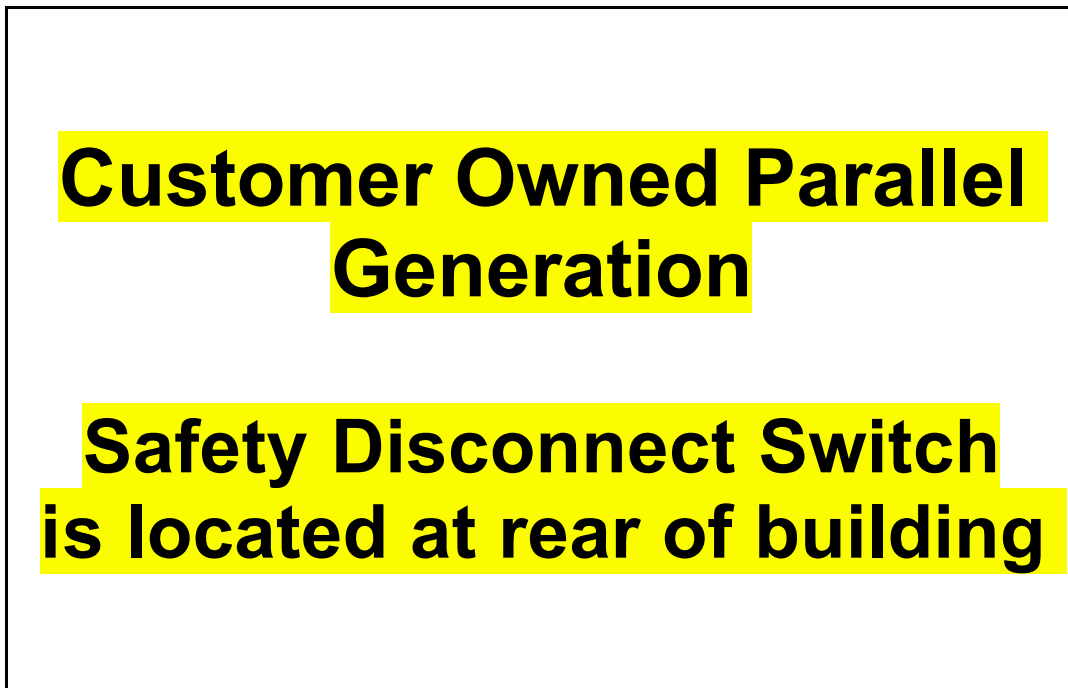 Customer Owned Parallel
Generation
Safety Disconnect Switch
is located at rear of building